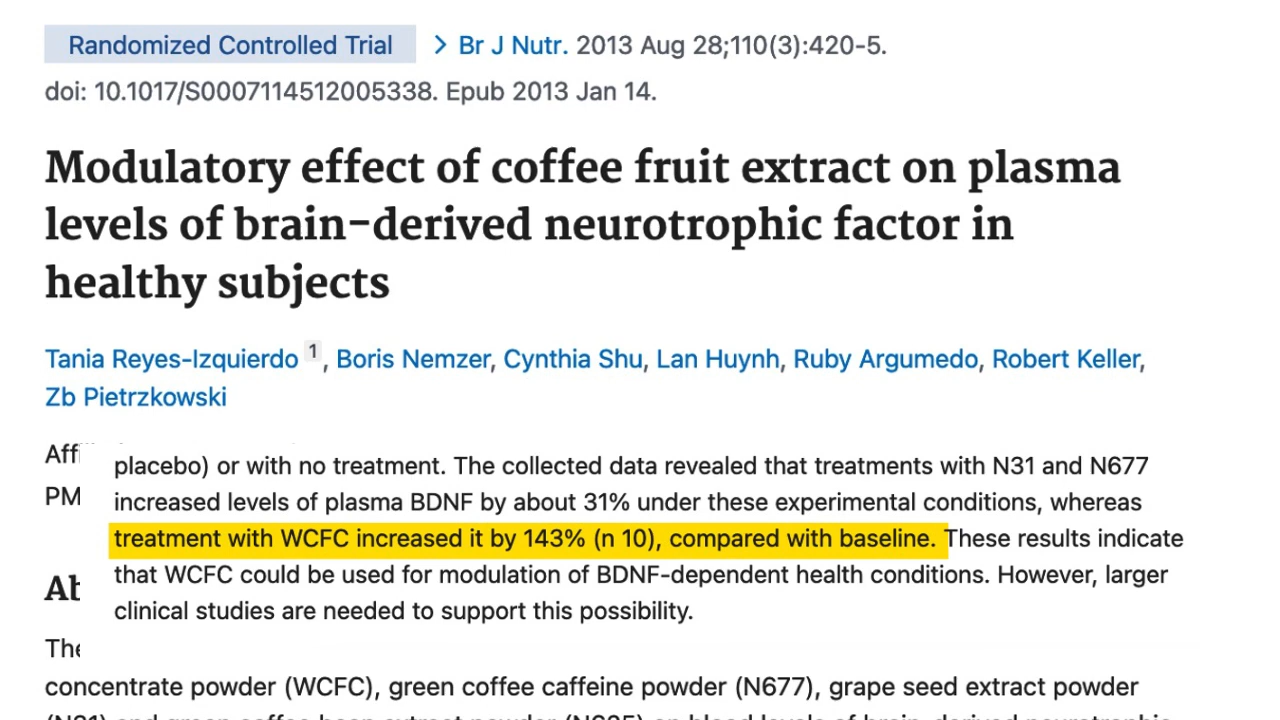 Randomized Controlled Trial > Br J Nutr. 2013 Aug 28;110(3):420-5.
doi: 10.1017/S0007114512005338. Epub 2013 Jan 14.
Modulatory effect of coffee fruit extract on plasma
levels of brain-derived neurotrophic factor in
healthy subjects
Tania Reyes-Izquierdo 1, Boris Nemzer, Cynthia Shu, Lan Huynh, Ruby Argumedo, Robert Keller,
Zb Pietrzkowski
Affi
placebo) or with no treatment. The collected data revealed that treatments with N31 and N677
PM
increased levels of plasma BDNF by about 31% under these experimental conditions, whereas
treatment with WCFC increased it by 143% (n 10), compared with baseline. These results indicate
that WCFC could be used for modulation of BDNF-dependent health conditions. However, larger
Ab
clinical studies are needed to support this possibility.
The
concentrate powder (WCFC), green coffee caffeine powder (N677), grape seed extract powder